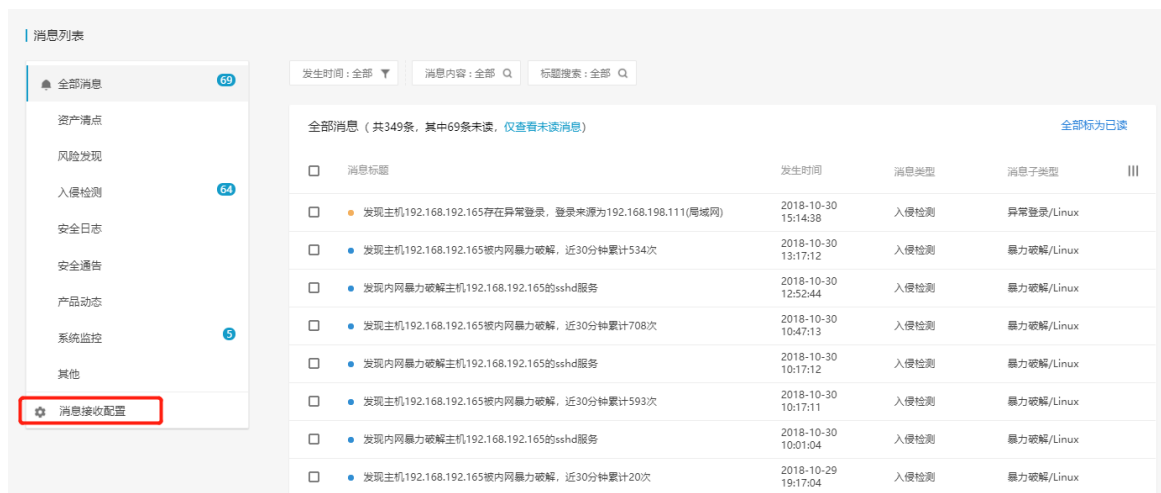 消息列表
全部消息 69
资产清点
风险发现
入侵检测 64
安全日志
安全通告
产品动态
系统监控 5
其他
消息接收配置
发生时间：全部 消息内容：全部 标题搜索：全部
全部消息（共349条，其中69条未读，仅查看未读消息） 全部标为已读
消息标题 发生时间 消息类型 消息子类型
发现主机192.168.192.165存在异常登录，登录来源为192.168.198.111(局域网) 2018-10-30 15:14:38 入侵检测 异常登录/Linux
发现主机192.168.192.165被内网暴力破解，近30分钟累计534次 2018-10-30 13:17:12 入侵检测 暴力破解/Linux
发现内网暴力破解主机192.168.192.165的sshd服务 2018-10-30 12:52:44 入侵检测 暴力破解/Linux
发现主机192.168.192.165被内网暴力破解，近30分钟累计708次 2018-10-30 10:47:13 入侵检测 暴力破解/Linux
发现内网暴力破解主机192.168.192.165的sshd服务 2018-10-30 10:17:12 入侵检测 暴力破解/Linux
发现主机192.168.192.165被内网暴力破解，近30分钟累计593次 2018-10-30 10:17:11 入侵检测 暴力破解/Linux
发现内网暴力破解主机192.168.192.165的sshd服务 2018-10-30 10:01:04 入侵检测 暴力破解/Linux
发现主机192.168.192.165被内网暴力破解，近30分钟累计20次 2018-10-29 19:17:04 入侵检测 暴力破解/Linux